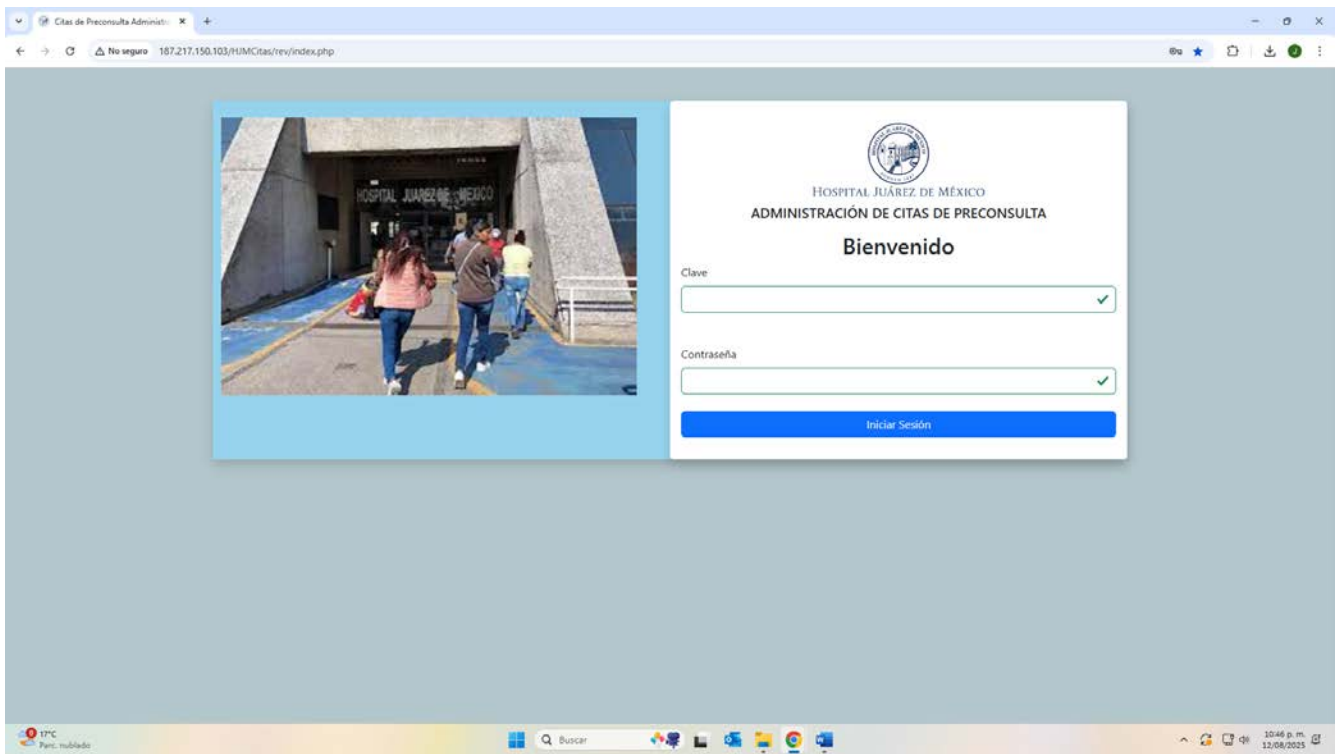 Citas de Preconsulta Administr
No seguro
187.217.150.103/HJMCitas/rev/index.php
J
HOSPITAL JUAREZ DE MEXICO
HOSPITAL JUÁREZ DE MÉXICO
ADMINISTRACIÓN DE CITAS DE PRECONSULTA
Bienvenido
Clave
Contraseña
Iniciar Sesión
17°C
Parc. nublado
Buscar
10:46 p. m.
12/08/2025